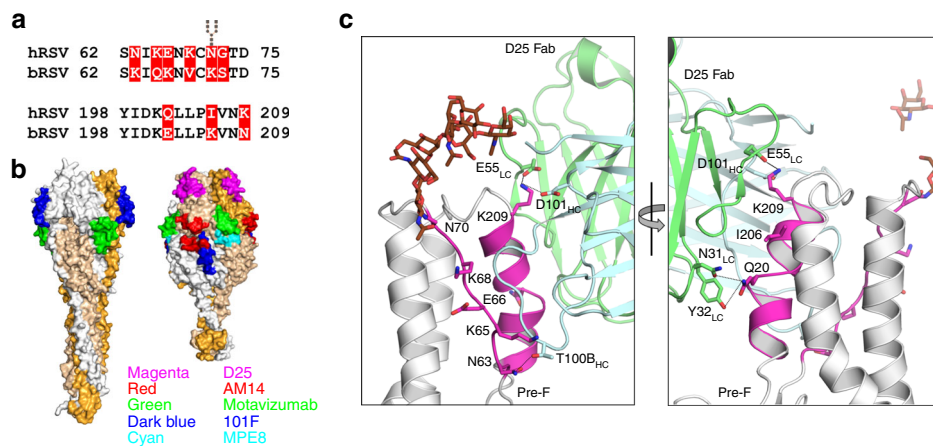 a
hRSV 62 SNIKENKCNGTD 75
bRSV 62 SKIQKNVCKSTD 75
hRSV 198 YIDKQLLPIVNK 209
bRSV 198 YIDKELLPKVNN 209
b
Magenta D25
Red AM14
Green Motavizumab
Dark blue 101F
Cyan MPE8
c
D25 Fab
E55LC
D101HC
K209
N70
K68
E66
K65
N63
T100BHC
Pre-F
D25 Fab
E55LC
D101HC
K209
I206
N31LC
Q20
Y32LC
Pre-F